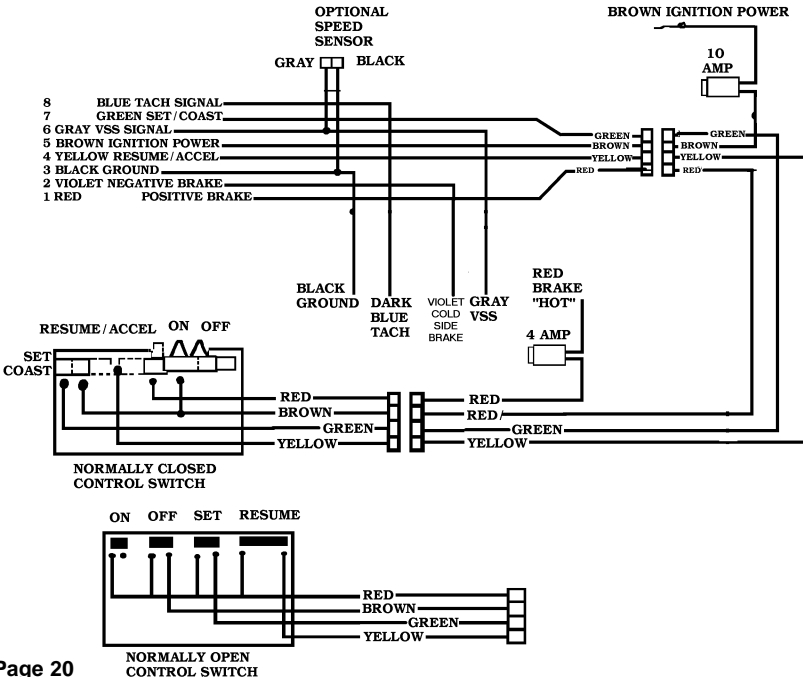 OPTIONAL
SPEED
SENSOR
GRAY BLACK
BROWN IGNITION POWER
10
AMP
8 BLUE TACH SIGNAL
7 GREEN SET/COAST
6 GRAY VSS SIGNAL
5 BROWN IGNITION POWER
4 YELLOW RESUME/ACCEL
3 BLACK GROUND
2 VIOLET NEGATIVE BRAKE
1 RED POSITIVE BRAKE
GREEN
BROWN
YELLOW
RED
GREEN
BROWN
YELLOW
RED/
BLACK
GROUND
DARK
BLUE
TACH
VIOLET
COLD
SIDE
BRAKE
GRAY
VSS
RED
BRAKE
"HOT"
4 AMP
RESUME/ACCEL ON OFF
SET
COAST
RED
BROWN
GREEN
YELLOW
RED
RED/
GREEN
YELLOW
NORMALLY CLOSED
CONTROL SWITCH
ON OFF SET RESUME
RED
BROWN
GREEN
YELLOW
NORMALLY OPEN
CONTROL SWITCH
Page 20